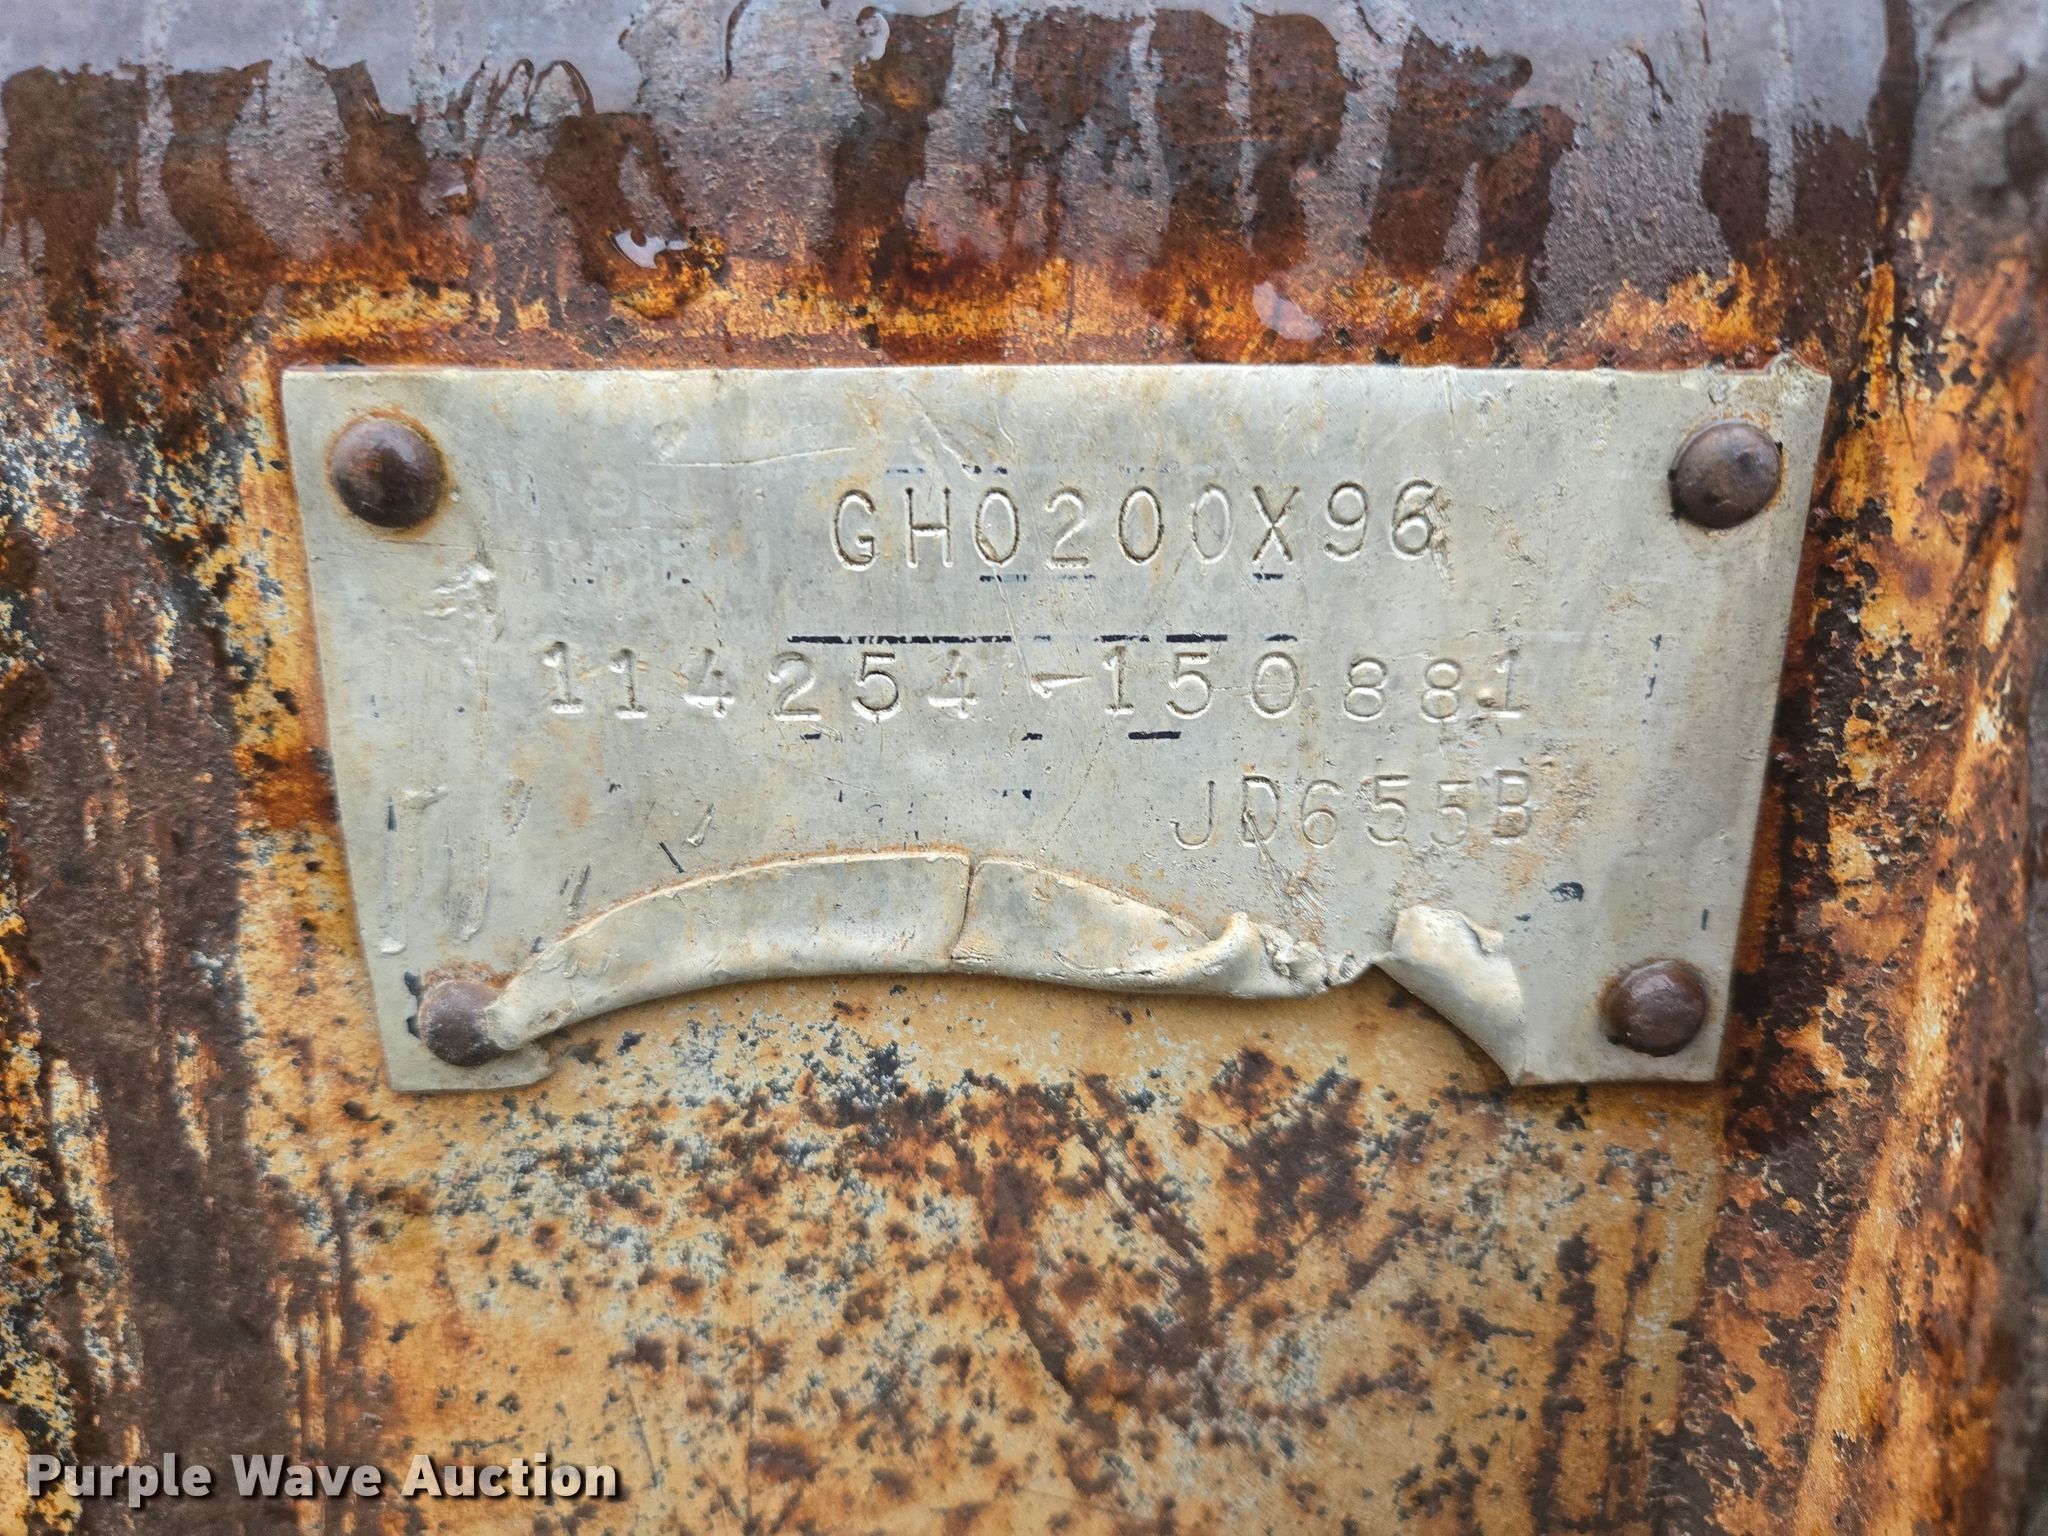 GH0200X96
114254-150881
JD655B
Purple Wave Auction